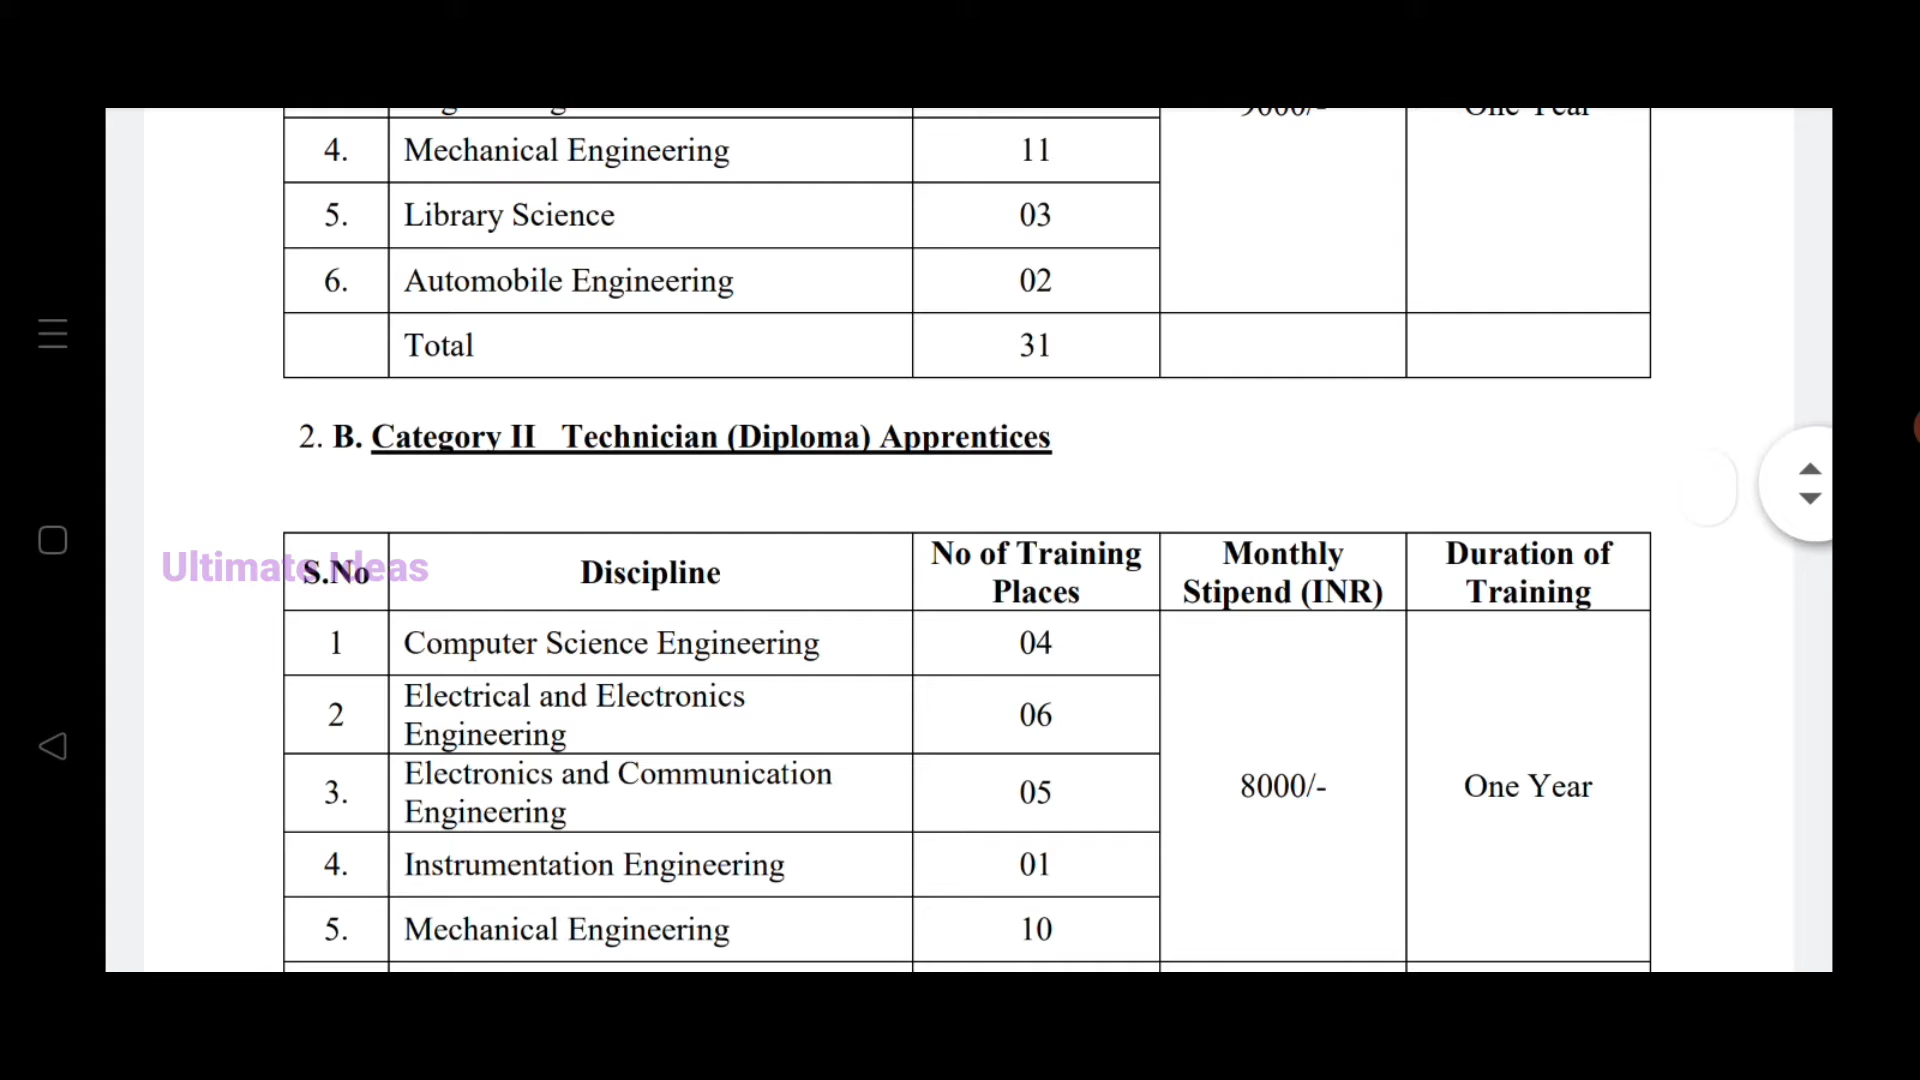 4. Mechanical Engineering 11
5. Library Science 03
6. Automobile Engineering 02
Total 31
2. B. Category II Technician (Diploma) Apprentices
Ultimate Ideas
S.No Discipline No of Training Places Monthly Stipend (INR) Duration of Training
1 Computer Science Engineering 04
2 Electrical and Electronics Engineering 06
3. Electronics and Communication Engineering 05
8000/- One Year
4. Instrumentation Engineering 01
5. Mechanical Engineering 10